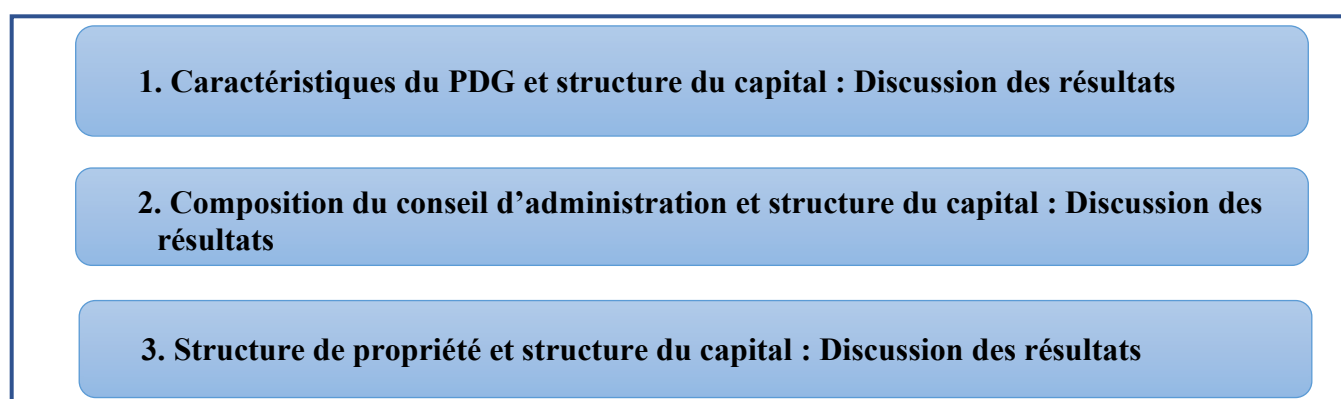 1. Caractéristiques du PDG et structure du capital : Discussion des résultats
2. Composition du conseil d’administration et structure du capital : Discussion des
résultats
3. Structure de propriété et structure du capital : Discussion des résultats